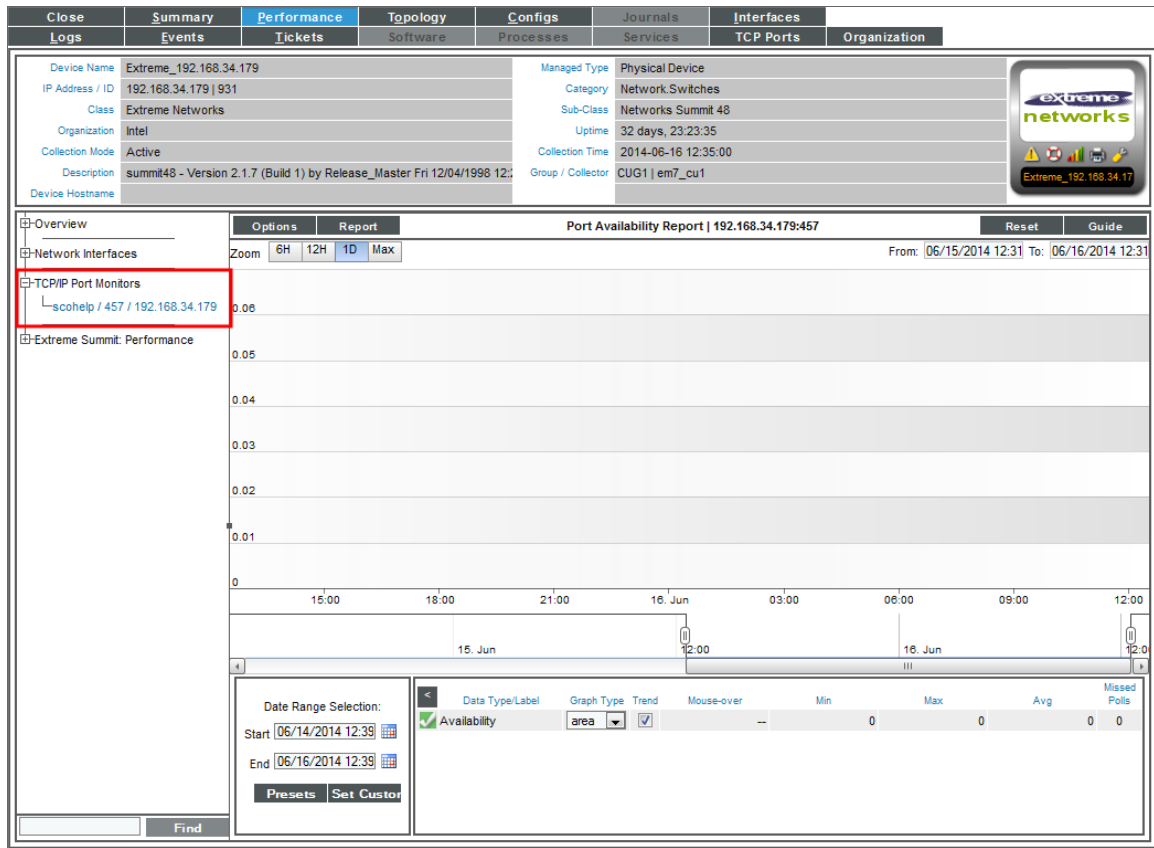 Close Summary Performance Topology Configs Journals Interfaces
Logs Events Tickets Software Processes Services TCP Ports Organization
Device Name Extreme_192.168.34.179 Managed Type Physical Device
IP Address / ID 192.168.34.179 | 931 Category Network.Switches
Class Extreme Networks Sub-Class Networks Summit 48
Organization Intel Uptime 32 days, 23:23:35
Collection Mode Active Collection Time 2014-06-16 12:35:00
Description summit48 - Version 2.1.7 (Build 1) by Release_Master Fri 12/04/1998 12:2 Group / Collector CUG1 | em7_cu1
Device Hostname
extreme
networks
Extreme_192.168.34.17
Overview
Network Interfaces
TCP/IP Port Monitors
scohelp / 457 / 192.168.34.179
Extreme Summit: Performance
Find
Options Report Port Availability Report | 192.168.34.179:457 Reset Guide
Zoom 6H 12H 1D Max From: 06/15/2014 12:31 To: 06/16/2014 12:31
0.06
0.05
0.04
0.03
0.02
0.01
0
15:00 18:00 21:00 16. Jun 03:00 06:00 09:00 12:00
15. Jun 12:00 16. Jun 12:0
Date Range Selection:
Start 06/14/2014 12:39
End 06/16/2014 12:39
Presets Set Custor
< Data Type/Label Graph Type Trend Mouse-over Min Max Avg Missed Polls
Availability area -- 0 0 0 0